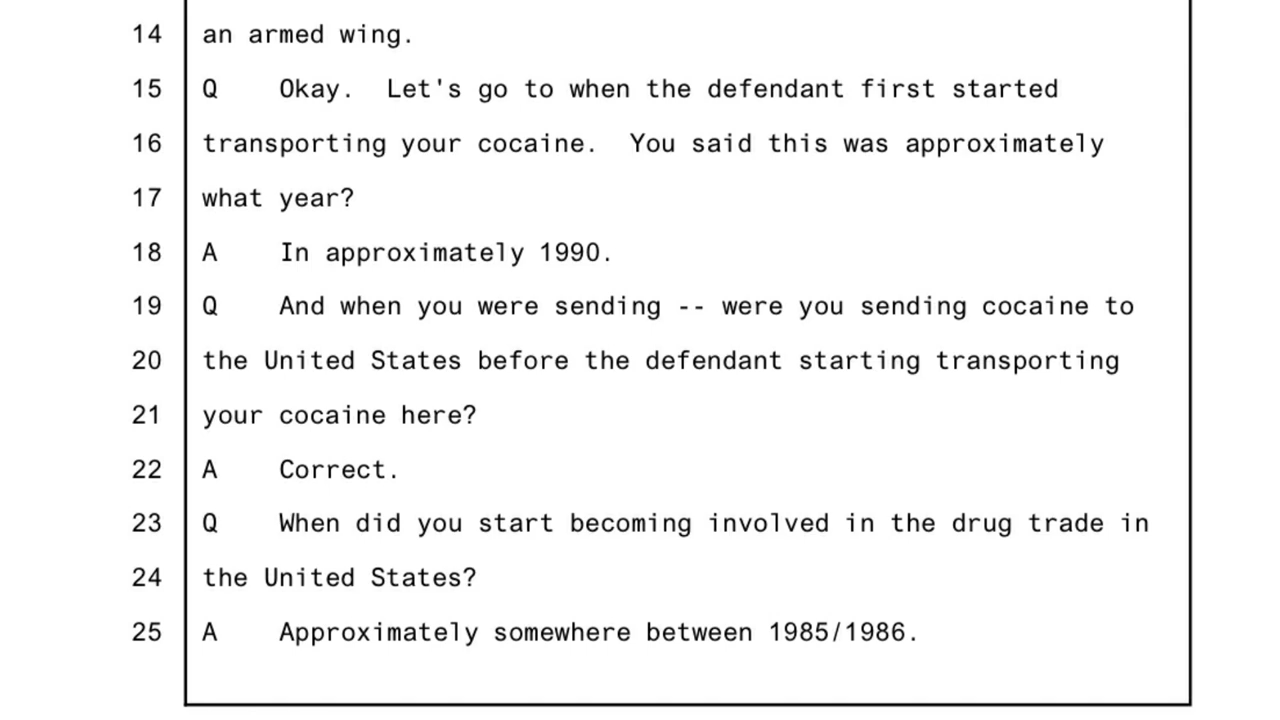 14 an armed wing.
15 Q Okay. Let's go to when the defendant first started
16 transporting your cocaine. You said this was approximately
17 what year?
18 A In approximately 1990.
19 Q And when you were sending -- were you sending cocaine to
20 the United States before the defendant starting transporting
21 your cocaine here?
22 A Correct.
23 Q When did you start becoming involved in the drug trade in
24 the United States?
25 A Approximately somewhere between 1985/1986.